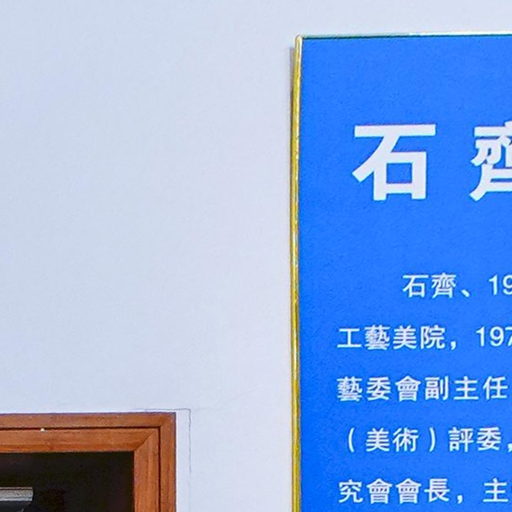 石齊
石齊、19
工藝美院，197
藝委會副主任
（美術）評委，
究會會長，主